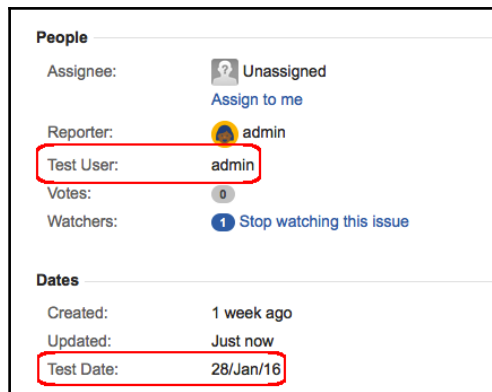 People
Assignee: Unassigned
Assign to me
Reporter: admin
Test User: admin
Votes: 0
Watchers: 1 Stop watching this issue
Dates
Created: 1 week ago
Updated: Just now
Test Date: 28/Jan/16